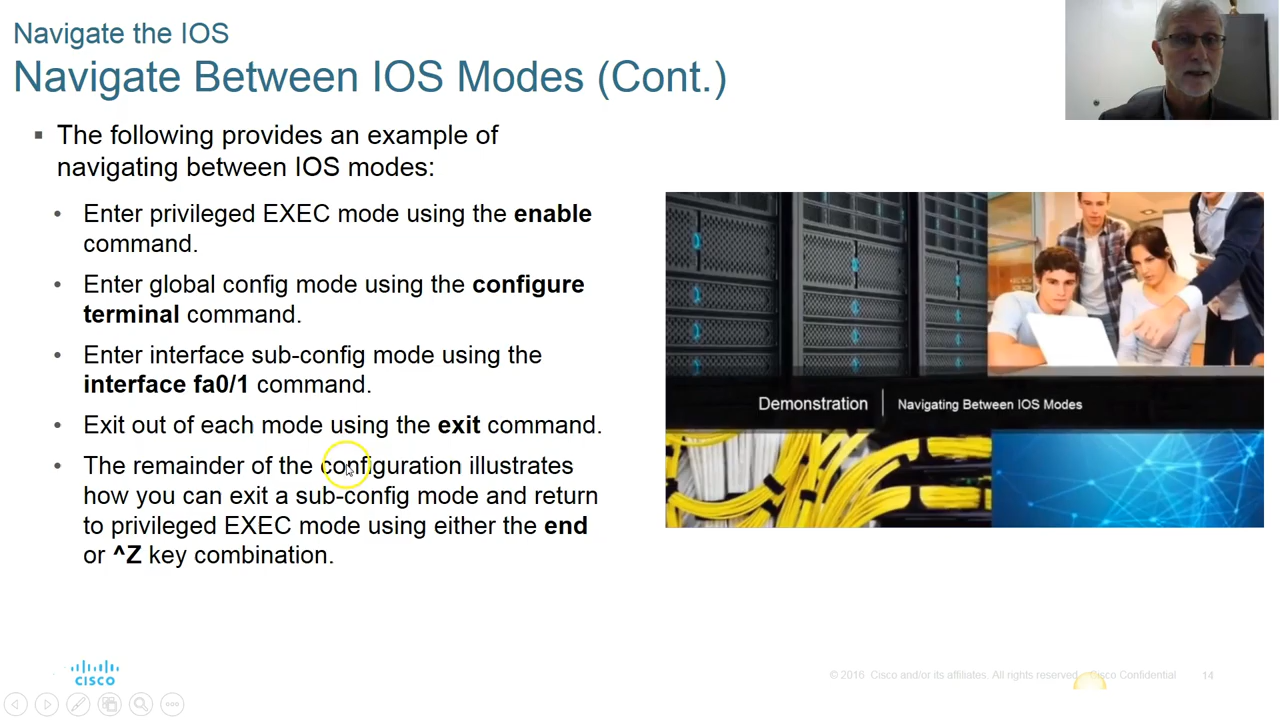 Navigate the IOS
Navigate Between IOS Modes (Cont.)
▪ The following provides an example of
navigating between IOS modes:
• Enter privileged EXEC mode using the enable
command.
• Enter global config mode using the configure
terminal command.
• Enter interface sub-config mode using the
interface fa0/1 command.
• Exit out of each mode using the exit command.
• The remainder of the configuration illustrates
how you can exit a sub-config mode and return
to privileged EXEC mode using either the end
or ^Z key combination.
Demonstration | Navigating Between IOS Modes
CISCO
© 2016 Cisco and/or its affiliates. All rights reserved. Cisco Confidential 14